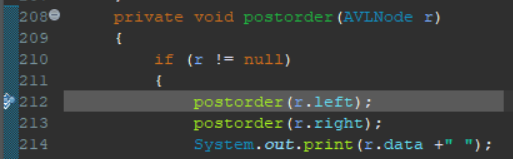 208 private void postorder(AVLNode r)
209 {
210 if (r != null)
211 {
212 postorder(r.left);
213 postorder(r.right);
214 System.out.print(r.data +" ");